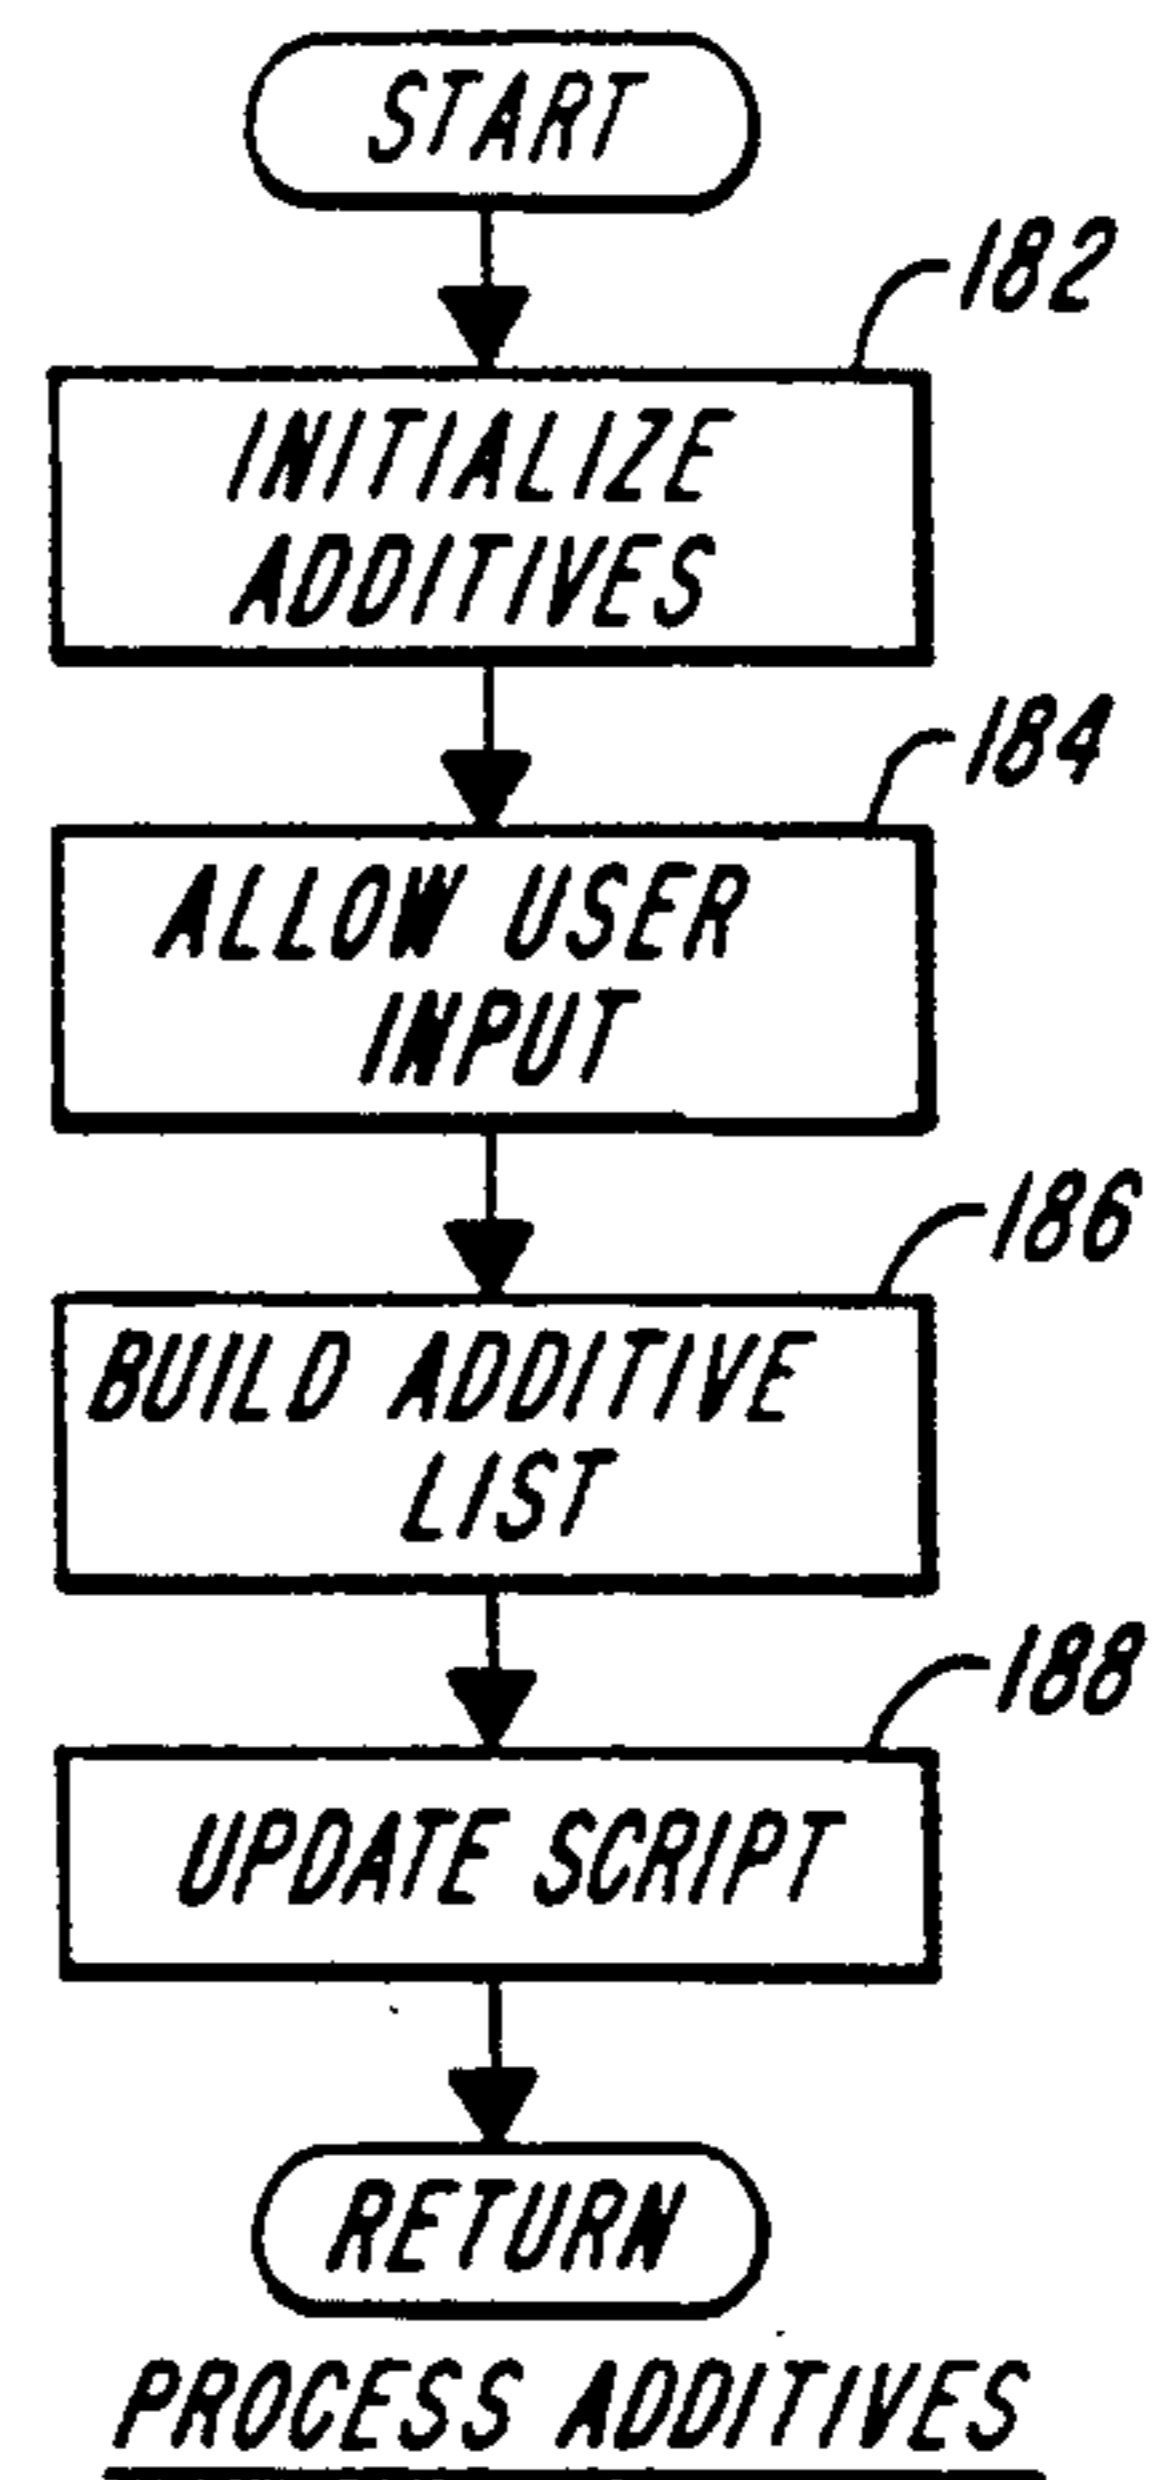 START
182
INITIALIZE
ADDITIVES
184
ALLOW USER
INPUT
186
BUILD ADDITIVE
LIST
188
UPDATE SCRIPT
RETURN
PROCESS ADDITIVES